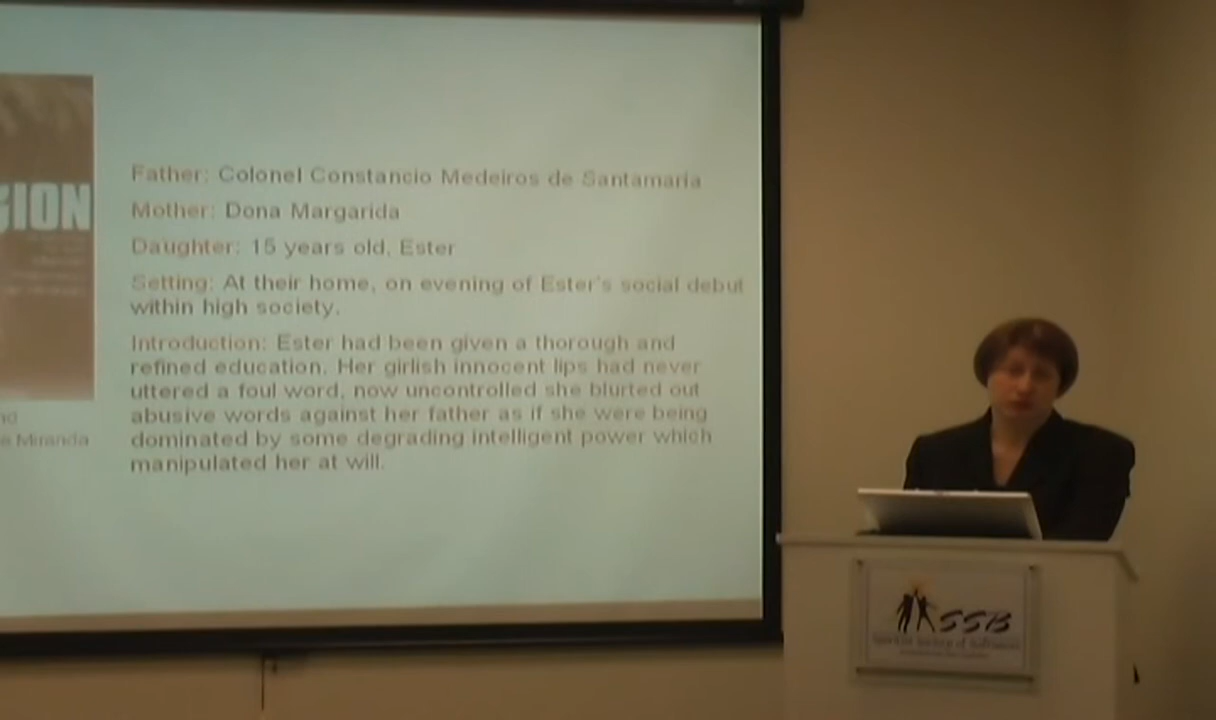 SION
Father: Colonel Constancio Medeiros de Santamaria
Mother: Dona Margarida
Daughter: 15 years old, Ester
Setting: At their home, on evening of Ester's social debut
within high society.
Introduction: Ester had been given a thorough and
refined education. Her girlish innocent lips had never
uttered a foul word, now uncontrolled she blurted out
abusive words against her father as if she were being
dominated by some degrading intelligent power which
manipulated her at will.
Miranda
SSB